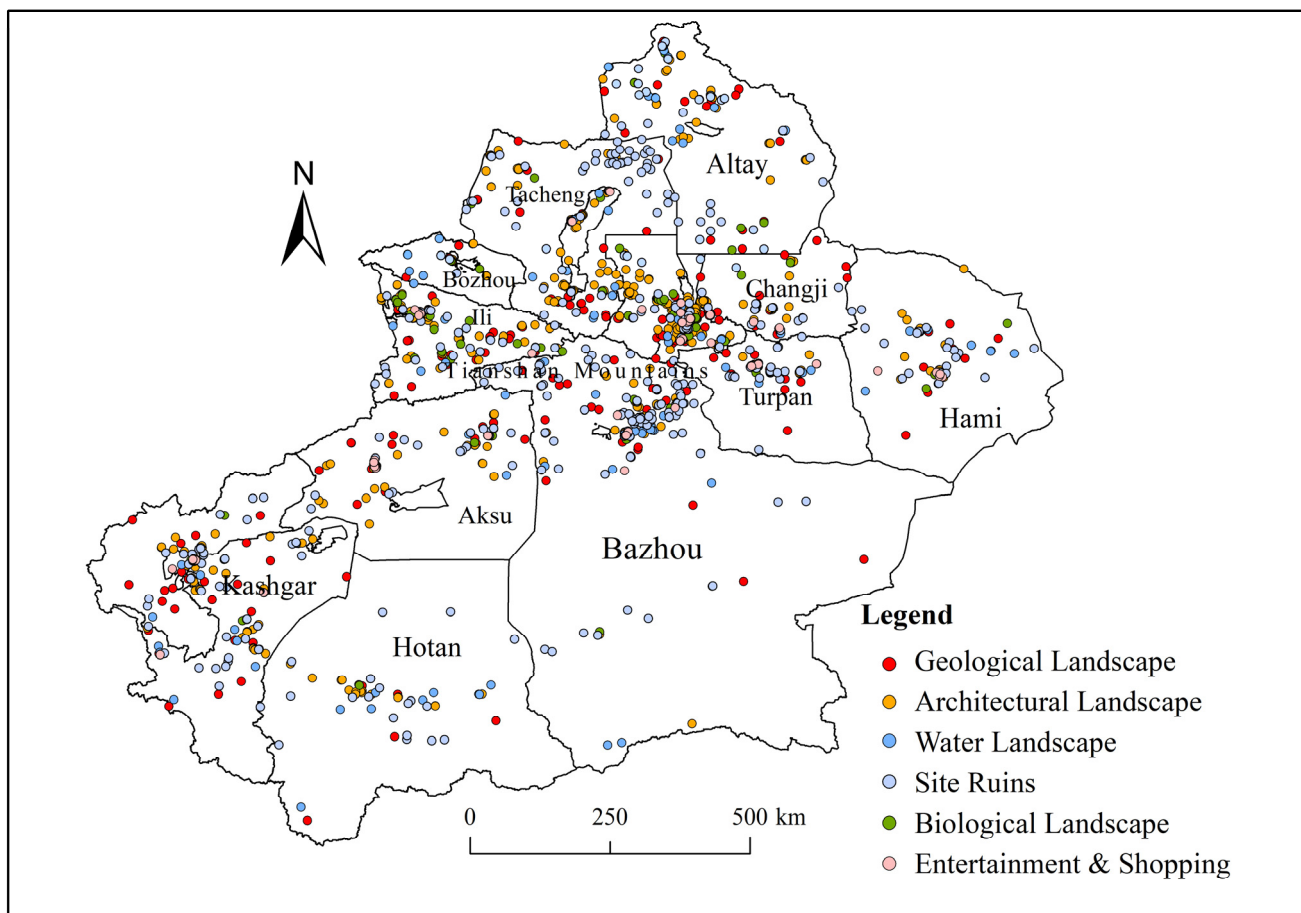 N
Altay
Tacheng
Bozhou
Changji
Ili
Tianshan Mountains
Turpan
Hami
Aksu
Bazhou
Kashgar
Hotan
Legend
Geological Landscape
Architectural Landscape
Water Landscape
Site Ruins
Biological Landscape
Entertainment & Shopping
0 250 500 km